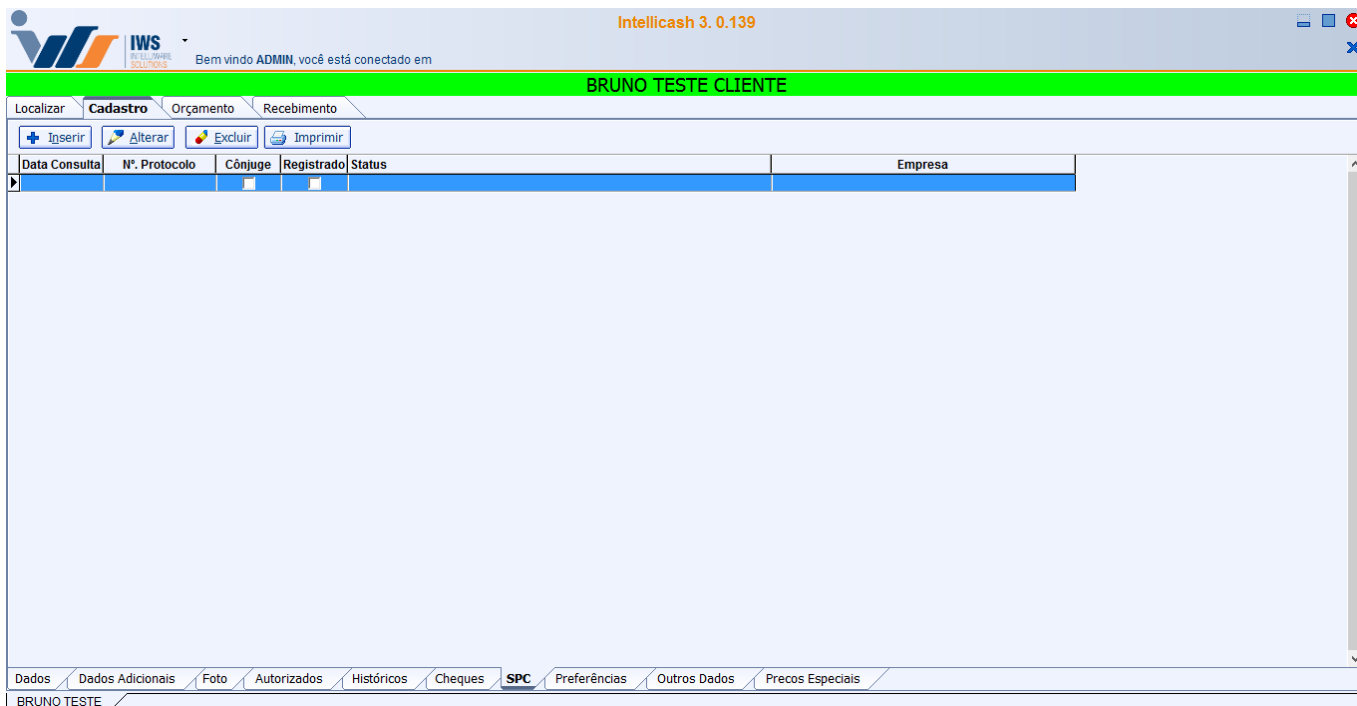 Intellicash 3. 0.139
IWS
INTELLIWARE
SOLUTIONS
Bem vindo ADMIN, você está conectado em
BRUNO TESTE CLIENTE
Localizar Cadastro Orçamento Recebimento
Inserir Alterar Excluir Imprimir
Data Consulta Nº. Protocolo Cônjuge Registrado Status Empresa
Dados Dados Adicionais Foto Autorizados Históricos Cheques SPC Preferências Outros Dados Precos Especiais
BRUNO TESTE